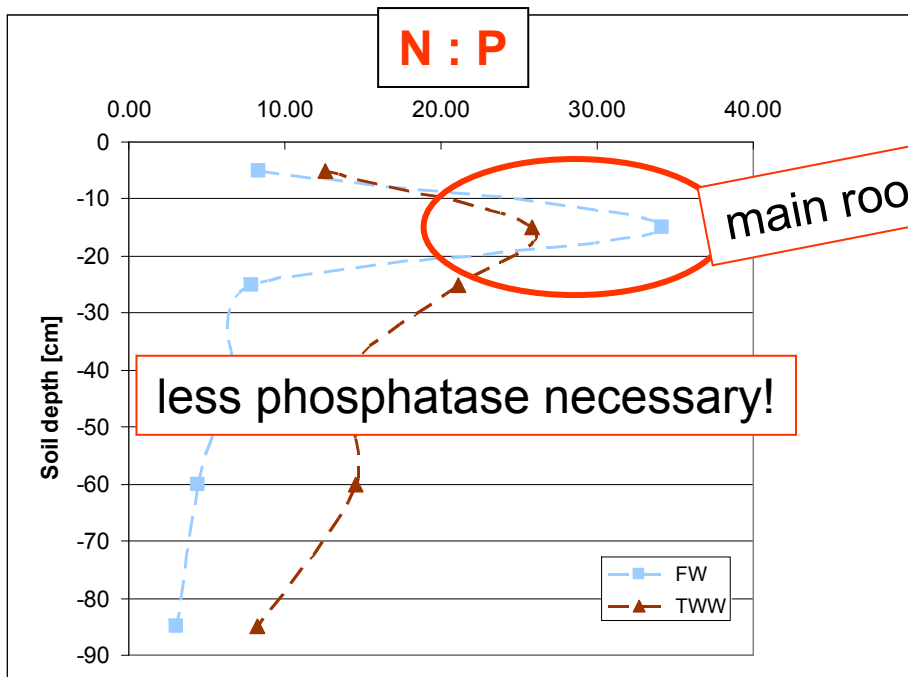 N : P
0.00 10.00 20.00 30.00 40.00
0
-10
-20
-30
-40
-50
-60
-70
-80
-90
Soil depth [cm]
main roo
less phosphatase necessary!
FW
TWW